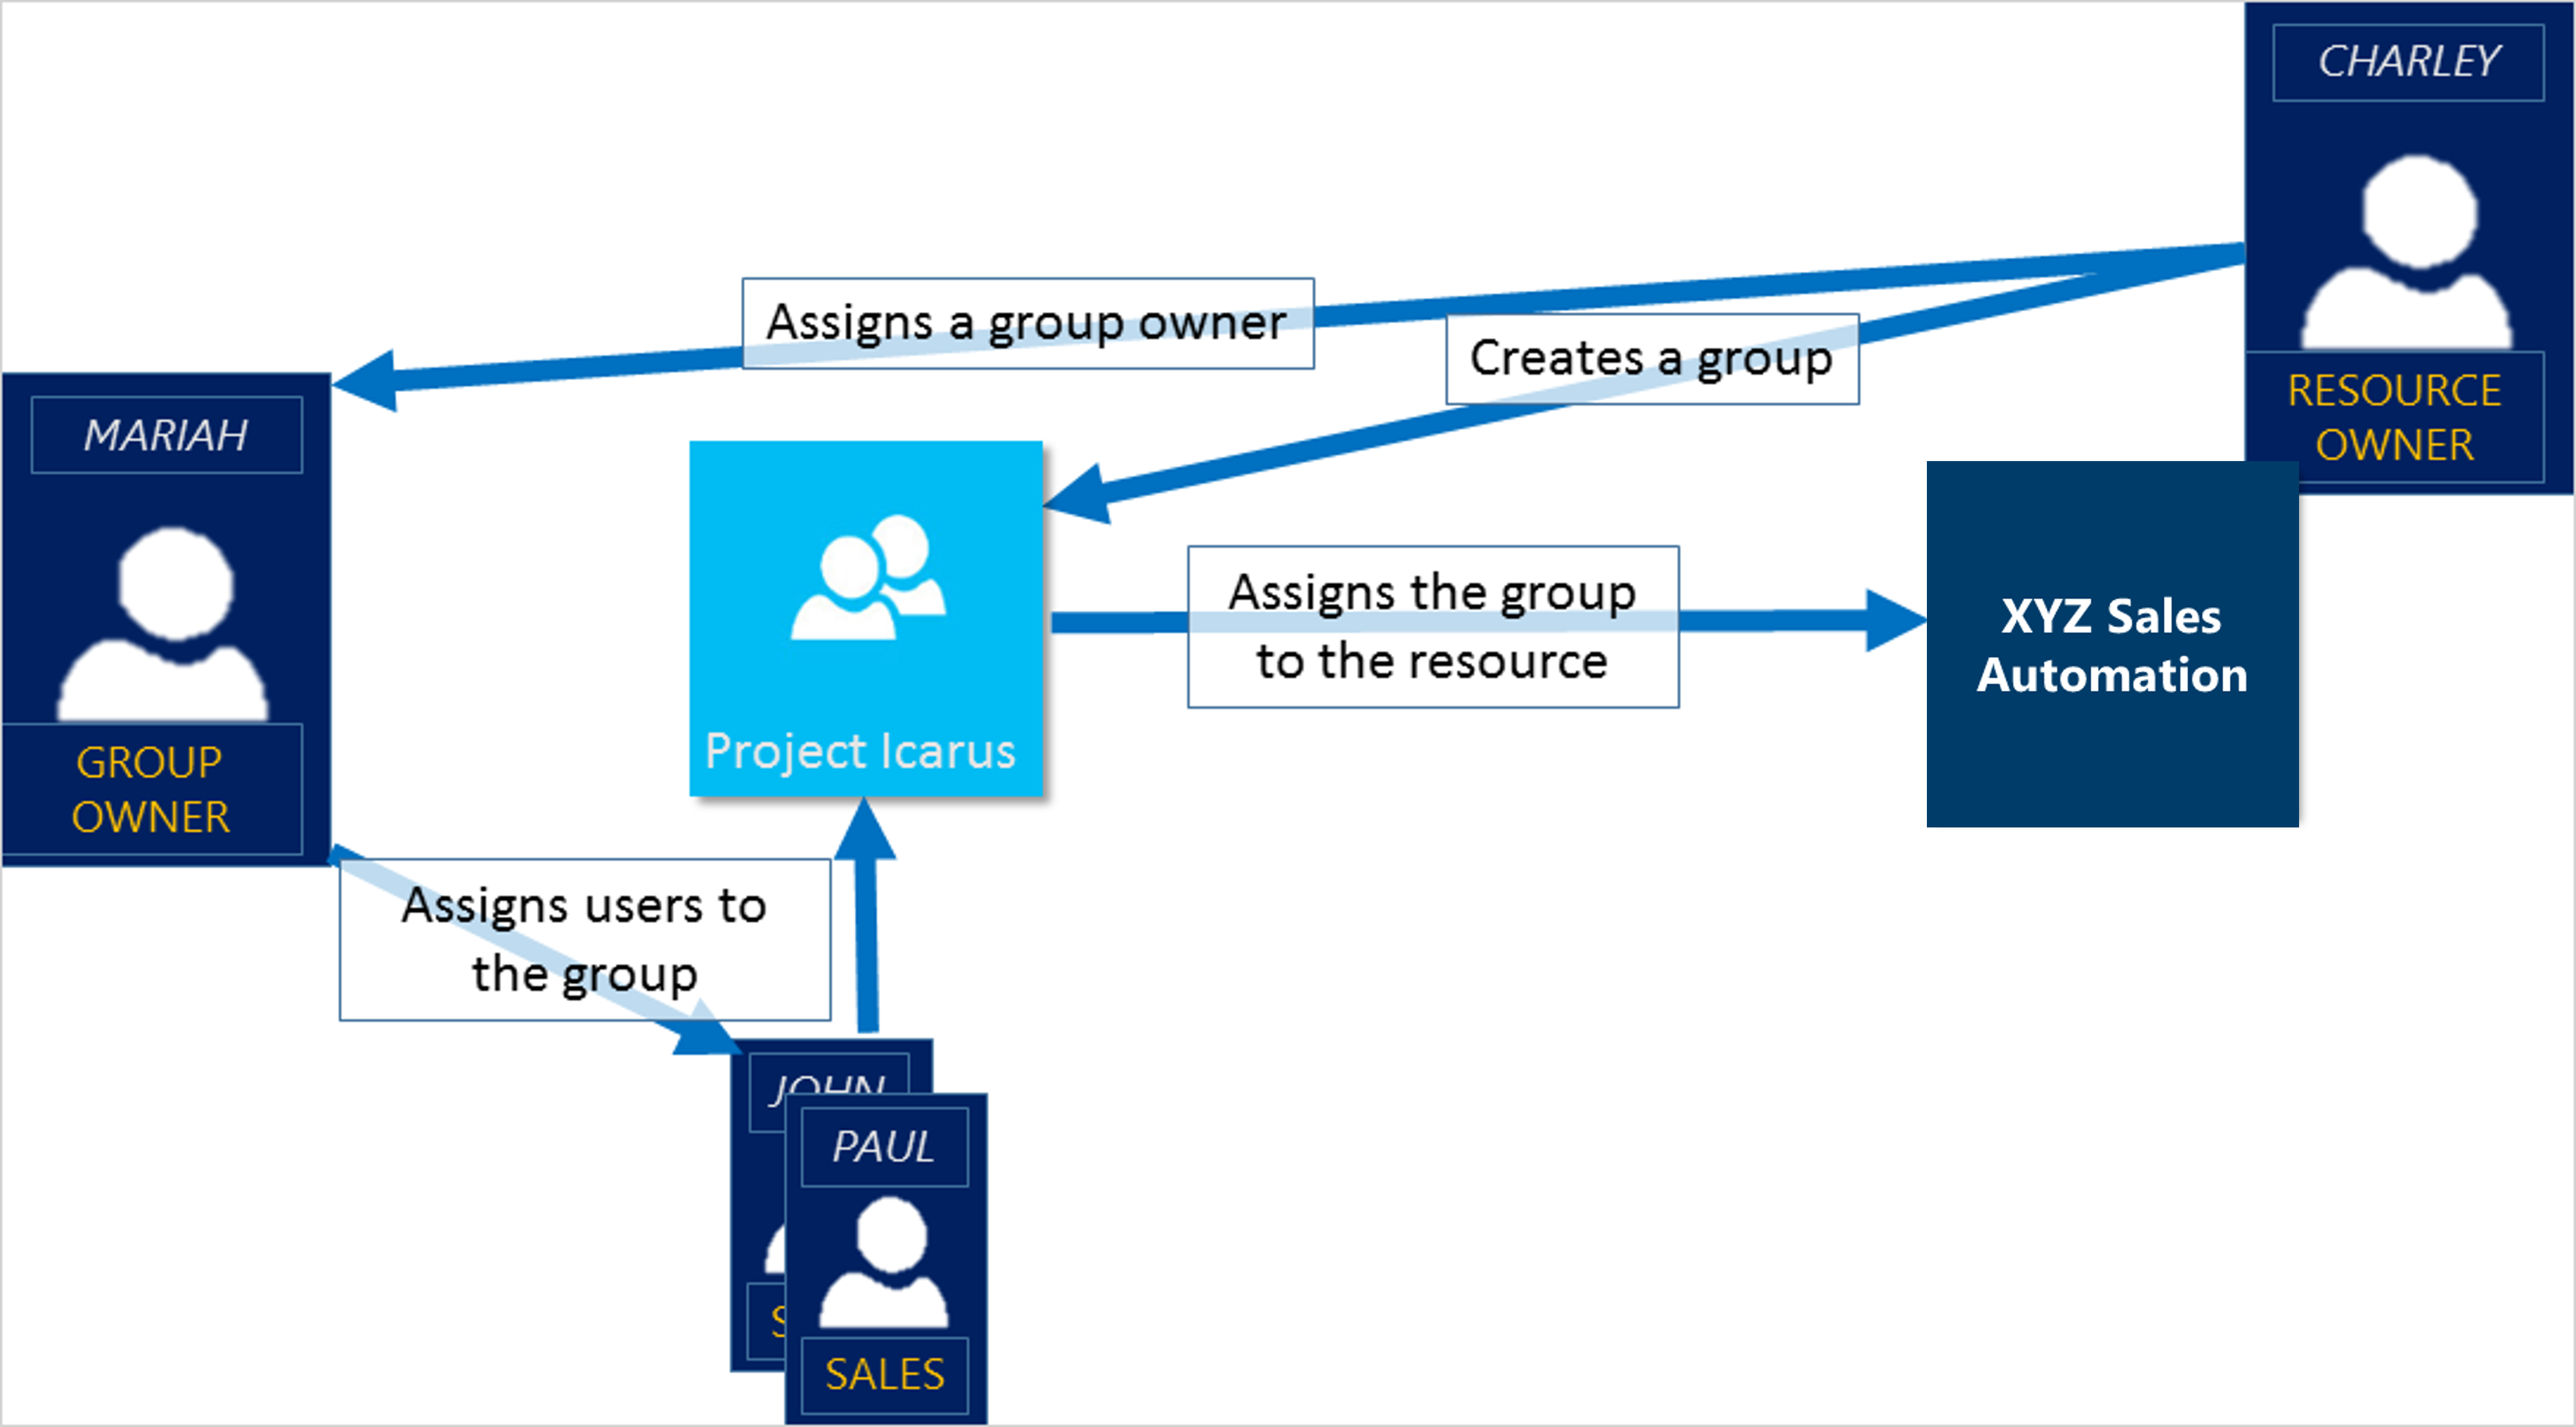 CHARLEY
RESOURCE
OWNER
Assigns a group owner
Creates a group
MARIAH
GROUP
OWNER
Project Icarus
Assigns the group
to the resource
XYZ Sales
Automation
Assigns users to
the group
JOHN
PAUL
SALES